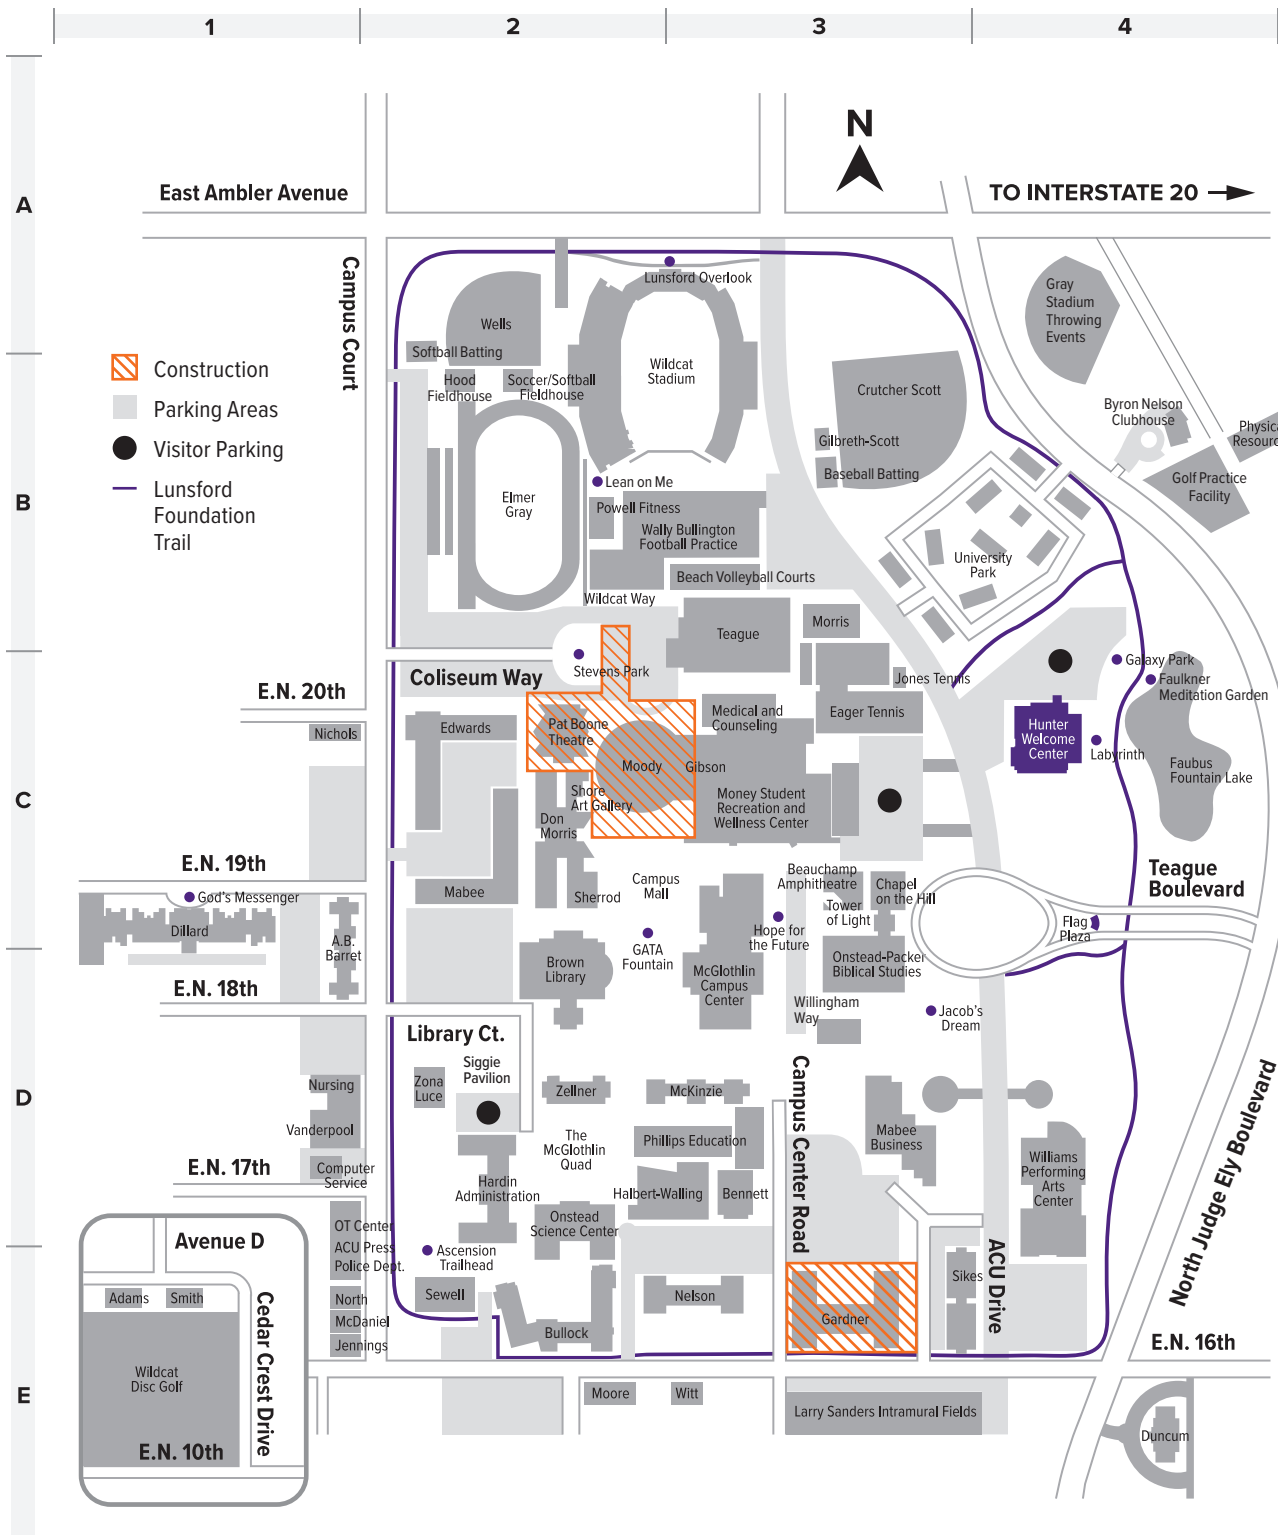 1
2
3
4
N
A
East Ambler Avenue
TO INTERSTATE 20
Campus Court
Lunsford Overlook
Gray
Stadium
Throwing
Events
Wells
Softball Batting
Construction
Parking Areas
Visitor Parking
Lunsford
Foundation
Trail
Hood
Fieldhouse
Soccer/Softball
Fieldhouse
Wildcat
Stadium
Crutcher Scott
Byron Nelson
Clubhouse
Gilbreth-Scott
Baseball Batting
Golf Practice
Facility
B
Elmer
Gray
Lean on Me
Powell Fitness
Wally Bullington
Football Practice
University
Park
Beach Volleyball Courts
Wildcat Way
Teague
Morris
Stevens Park
Coliseum Way
Jones Tennis
Galaxy Park
Faulkner
Meditation Garden
E.N. 20th
Nichols
Edwards
Pat Boone
Theatre
Medical and
Counseling
Eager Tennis
Hunter
Welcome
Center
Labyrinth
Moody
Gibson
Faubus
Fountain Lake
C
Shore
Art Gallery
Money Student
Recreation and
Wellness Center
Don
Morris
E.N. 19th
Teague
Boulevard
Beauchamp
Amphitheatre
Chapel
on the Hill
Campus
Mall
Mabee
Sherrod
God's Messenger
Tower
of Light
Dillard
A.B.
Barret
GATA
Fountain
Hope for
the Future
Flag
Plaza
Brown
Library
McGlothlin
Campus
Center
Onstead-Packer
Biblical Studies
E.N. 18th
Willingham
Way
Jacob's
Dream
Library Ct.
Siggie
Pavilion
Zona
Luce
Zellner
McKinzie
Campus Center Road
D
Nursing
Vanderpool
The
McGlothlin
Quad
Phillips Education
Mabee
Business
Williams
Performing
Arts
Center
North Judge Ely Boulevard
E.N. 17th
Computer
Service
Hardin
Administration
Halbert-Walling
Bennett
Onstead
Science Center
OT Center
ACU Press
Police Dept.
Ascension
Trailhead
Avenue D
ACU Drive
Adams
Smith
Cedar Crest Drive
North
McDaniel
Jennings
Sewell
Nelson
Sikes
Gardner
Bullock
E.N. 16th
Wildcat
Disc Golf
E
Moore
Witt
Larry Sanders Intramural Fields
Duncum
E.N. 10th